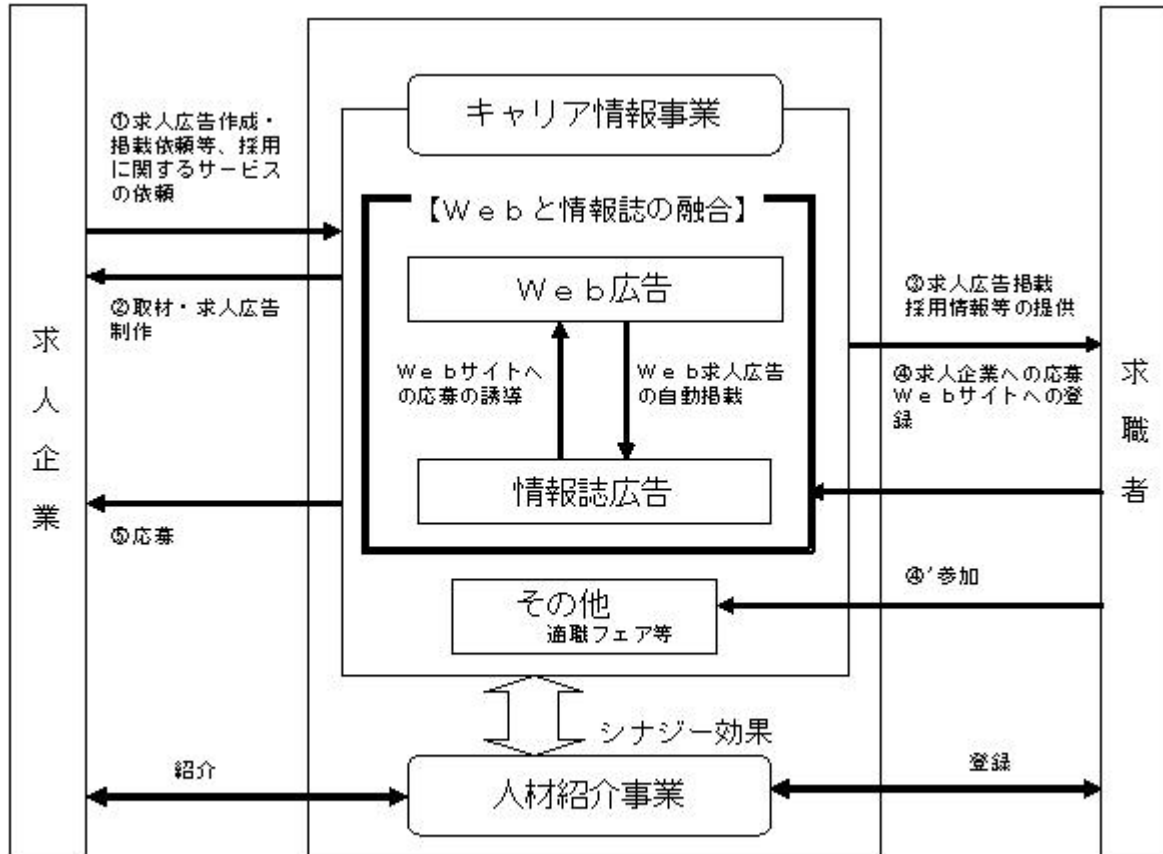 キャリア情報事業
①求人広告作成・
掲載依頼等、採用
に関するサービス
の依頼
【Ｗｅｂと情報誌の融合】
Ｗｅｂ広告
②取材・求人広告
制作
③求人広告掲載
採用情報等の提供
求人企業
Ｗｅｂサイトへ
の応募の誘導
Ｗｅｂ求人広告
の自動掲載
④求人企業への応募
Ｗｅｂサイトへの登
録
求職者
情報誌広告
⑤応募
④’参加
その他
適職フェア等
シナジー効果
紹介
人材紹介事業
登録